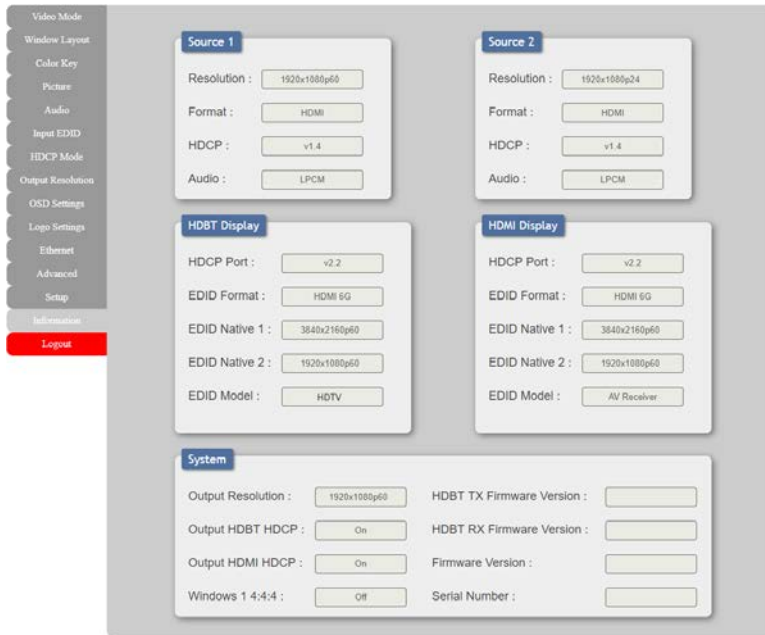 Video Mode
Window Layout
Color Key
Picture
Audio
Input EDID
HDCP Mode
Output Resolution
OSD Settings
Logo Settings
Ethernet
Advanced
Setup
Information
Logout
Source 1
Resolution : 1920x1080p60
Format : HDMI
HDCP : v1.4
Audio : LPCM
Source 2
Resolution : 1920x1080p24
Format : HDMI
HDCP : v1.4
Audio : LPCM
HDBT Display
HDCP Port : v2.2
EDID Format : HDMI 6G
EDID Native 1 : 3840x2160p60
EDID Native 2 : 1920x1080p60
EDID Model : HDTV
HDMI Display
HDCP Port : v2.2
EDID Format : HDMI 6G
EDID Native 1 : 3840x2160p60
EDID Native 2 : 1920x1080p60
EDID Model : AV Receiver
System
Output Resolution : 1920x1080p60
Output HDBT HDCP : On
Output HDMI HDCP : On
Windows 1 4:4:4 : Off
HDBT TX Firmware Version :
HDBT RX Firmware Version :
Firmware Version :
Serial Number :